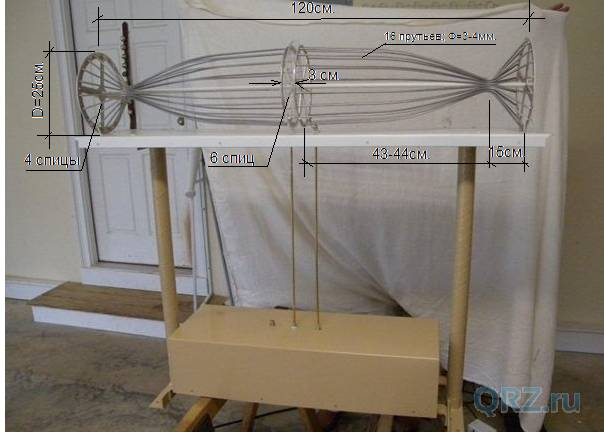 120см.
16 прутьев; Ф=3-4мм.
D=25см.
3 см.
4 спицы
6 спиц
43-44см.
15см.
QRZ.ru